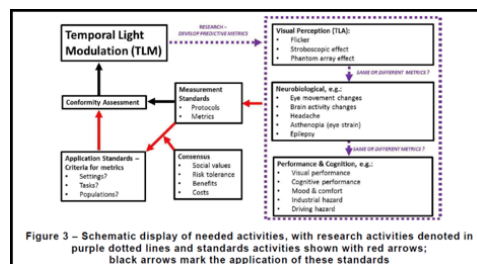 Temporal Light
Modulation (TLM)
RESEARCH –
DEVELOP PREDICTIVE METRICS
Visual Perception (TLA):
• Flicker
• Stroboscopic effect
• Phantom array effect
SAME OR DIFFERENT METRICS ?
Conformity Assessment
Measurement
Standards
• Protocols
• Metrics
Neurobiological, e.g.:
• Eye movement changes
• Brain activity changes
• Headache
• Asthenopia (eye strain)
• Epilepsy
SAME OR DIFFERENT METRICS ?
Application Standards –
Criteria for metrics
• Settings?
• Tasks?
• Populations?
Consensus
• Social values
• Risk tolerance
• Benefits
• Costs
Performance & Cognition, e.g.:
• Visual performance
• Cognitive performance
• Mood & comfort
• Industrial hazard
• Driving hazard
Figure 3 – Schematic display of needed activities, with research activities denoted in
purple dotted lines and standards activities shown with red arrows;
black arrows mark the application of these standards